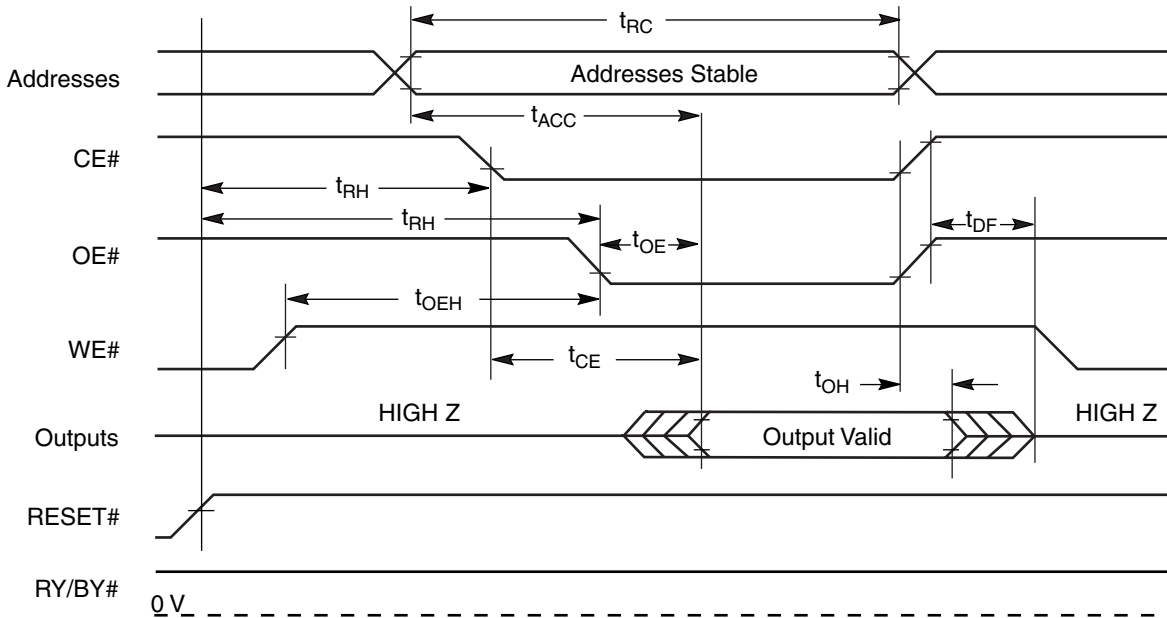 tRC
Addresses
Addresses Stable
tACC
CE#
tRH
tRH
tDF
OE#
tOE
tOEH
WE#
tCE
tOH
HIGH Z
HIGH Z
Outputs
Output Valid
RESET#
RY/BY#
0 V